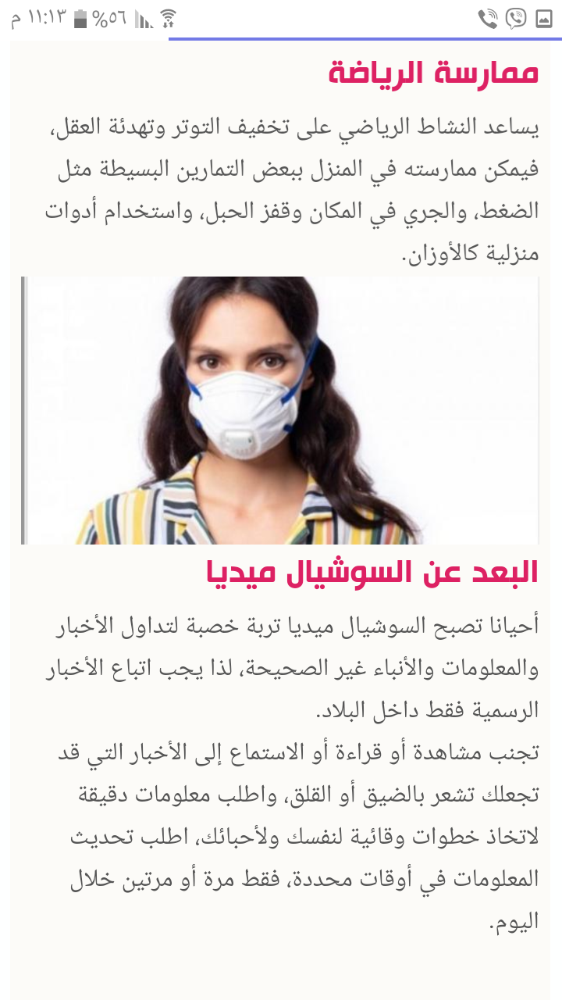 ١١:١٣ م
%٥٦
ممارسة الرياضة
يساعد النشاط الرياضي على تخفيف التوتر وتهدئة العقل،
فيمكن ممارسته في المنزل ببعض التمارين البسيطة مثل
الضغط، والجري في المكان وقفز الحبل، واستخدام أدوات
منزلية كالأوزان.
البعد عن السوشيال ميديا
أحيانا تصبح السوشيال ميديا تربة خصبة لتداول الأخبار
والمعلومات والأنباء غير الصحيحة، لذا يجب اتباع الأخبار
الرسمية فقط داخل البلاد.
تجنب مشاهدة أو قراءة أو الاستماع إلى الأخبار التي قد
تجعلك تشعر بالضيق أو القلق، واطلب معلومات دقيقة
لاتخاذ خطوات وقائية لنفسك ولأحبائك، اطلب تحديث
المعلومات في أوقات محددة، فقط مرة أو مرتين خلال
اليوم.